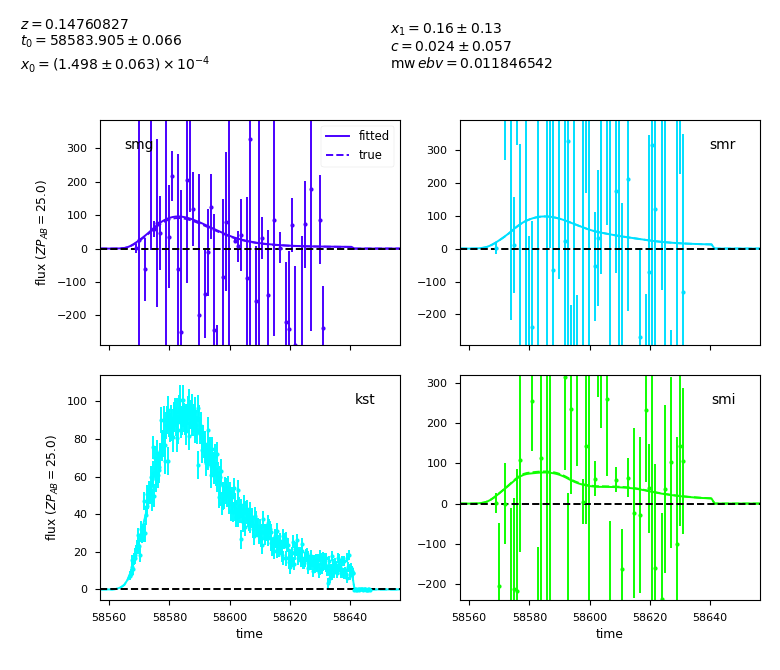 z = 0.14760827
t₀ = 58583.905 ± 0.066
x₀ = (1.498 ± 0.063) × 10⁻⁴
x₁ = 0.16 ± 0.13
c = 0.024 ± 0.057
mw ebv = 0.011846542
smg
fitted
true
300
200
100
0
−100
−200
flux (ZP_AB = 25.0)
smr
300
200
100
0
−100
−200
kst
100
80
60
40
20
0
flux (ZP_AB = 25.0)
58560 58580 58600 58620 58640
time
smi
300
200
100
0
−100
−200
58560 58580 58600 58620 58640
time